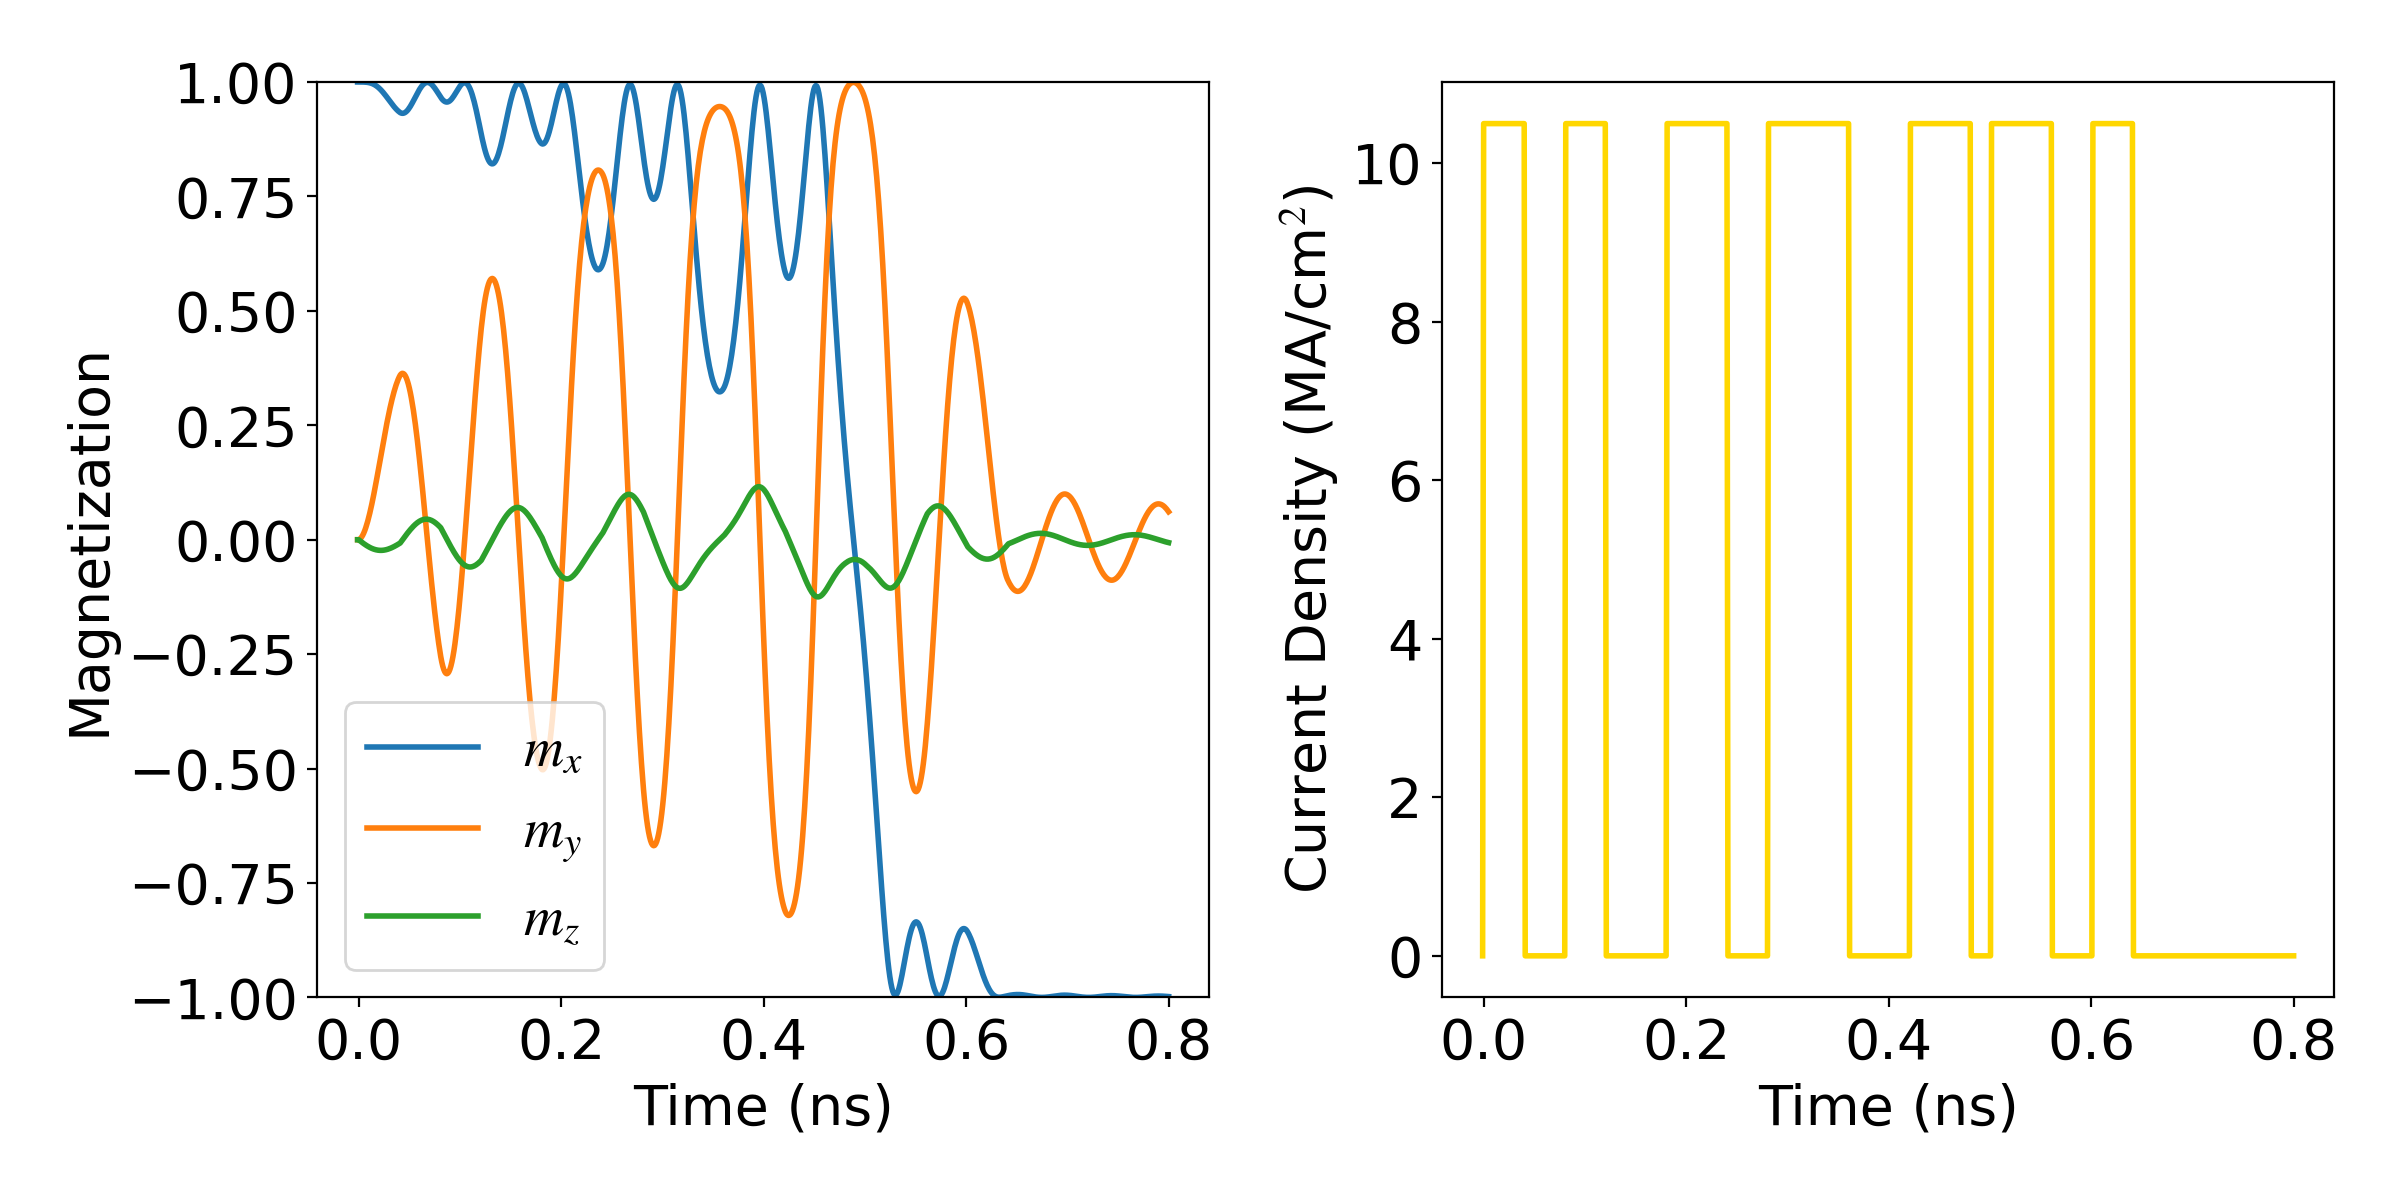 Magnetization
1.00
0.75
0.50
0.25
0.00
−0.25
−0.50
−0.75
−1.00
m_x
m_y
m_z
0.0 0.2 0.4 0.6 0.8
Time (ns)
Current Density (MA/cm²)
10
8
6
4
2
0
0.0 0.2 0.4 0.6 0.8
Time (ns)